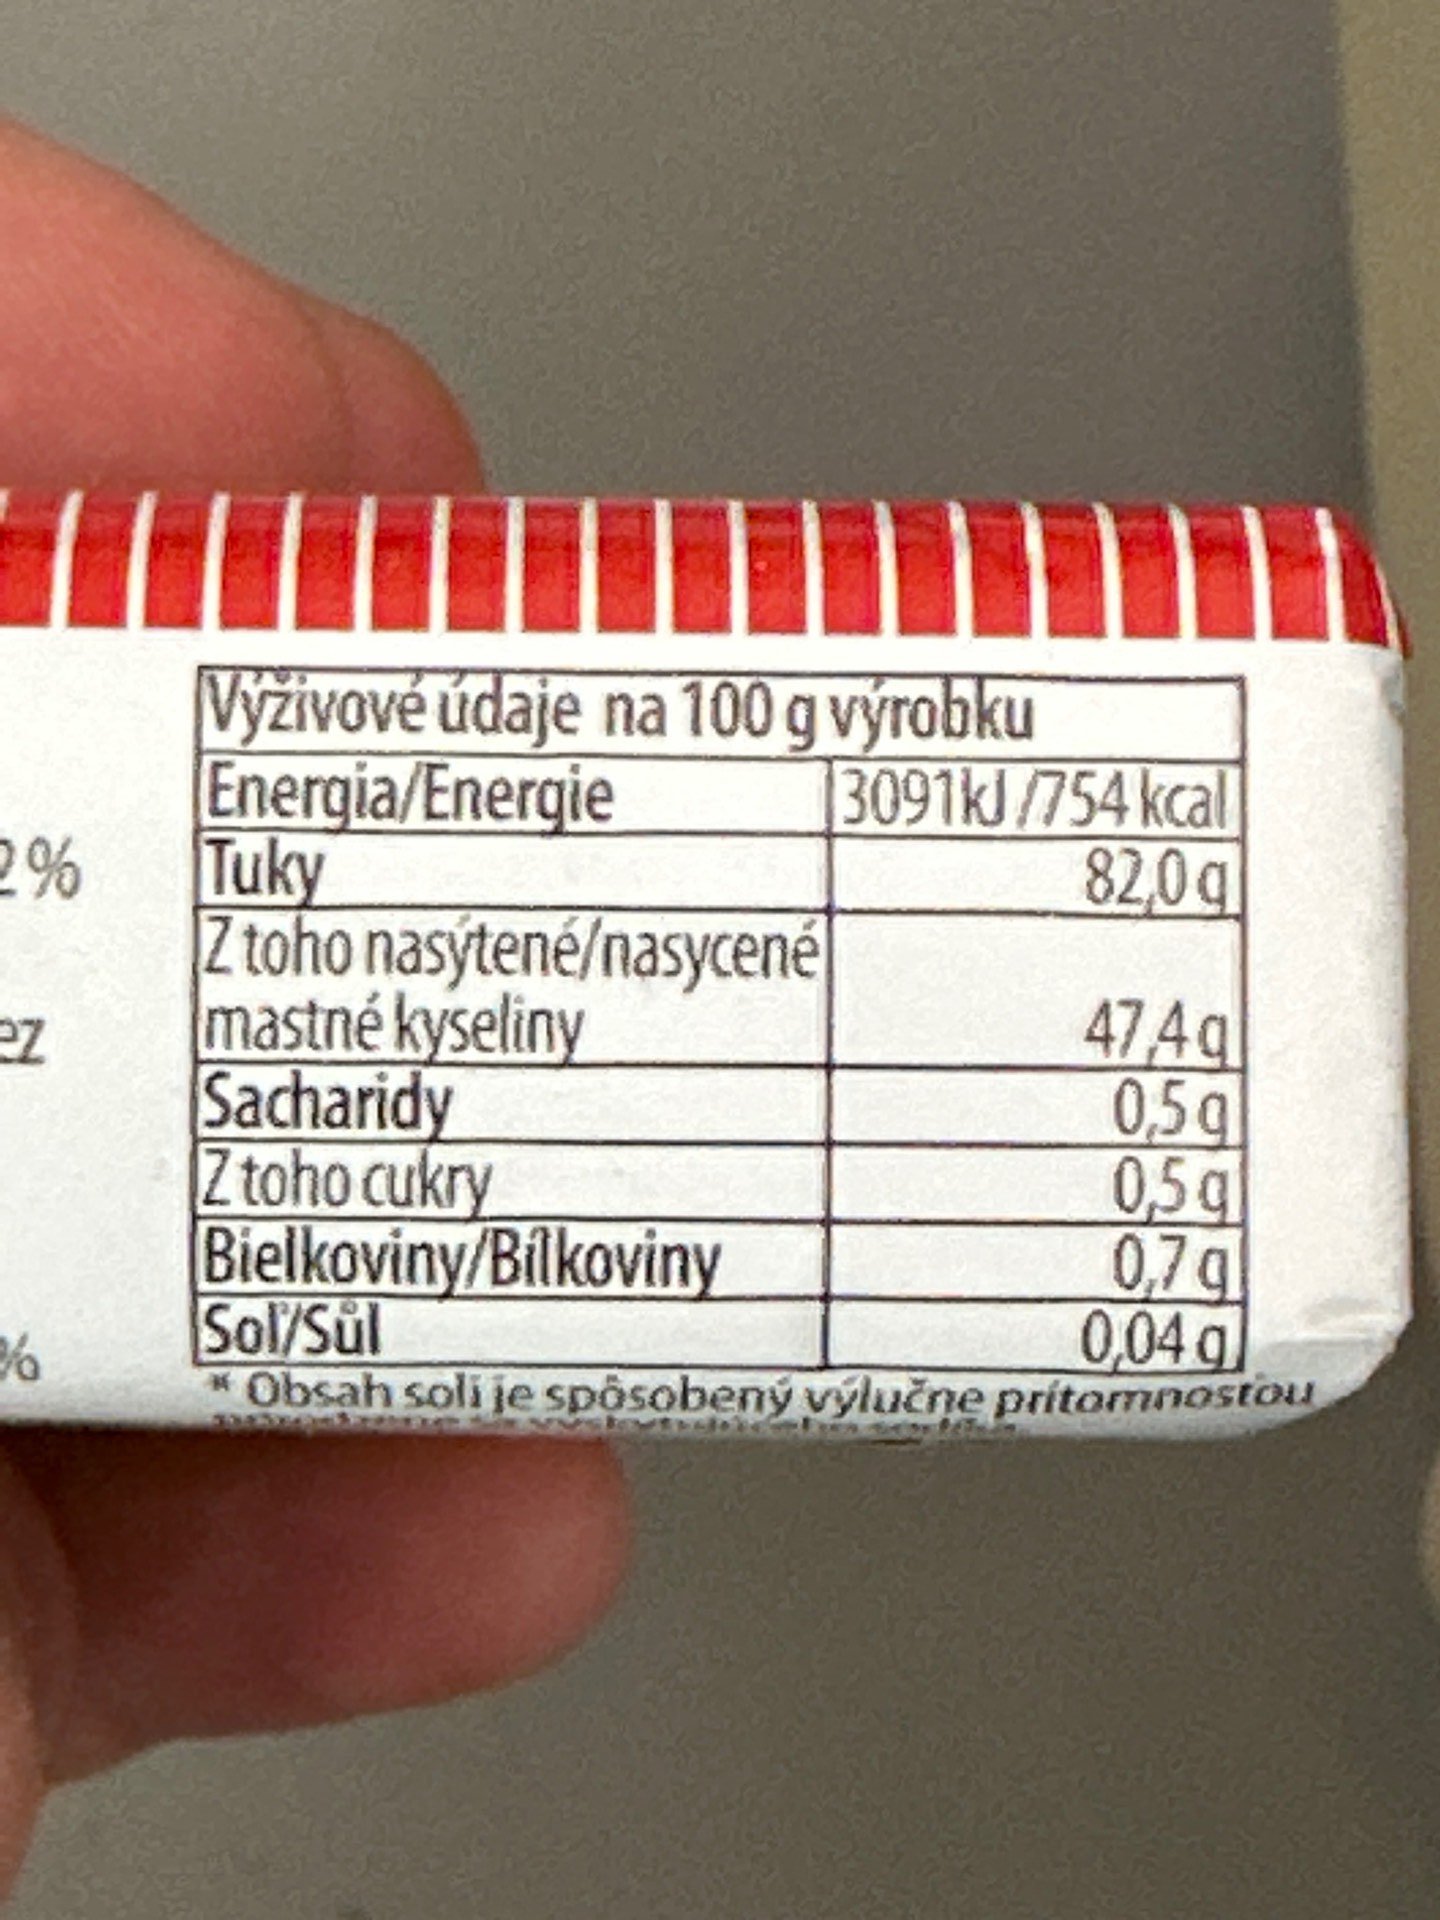 Výživové údaje na 100 g výrobku
Energia/Energie 3091kJ /754 kcal
2%
Tuky 82,0 g
Z toho nasýtené/nasycené
ez
mastné kyseliny 47,4 g
Sacharidy 0,5 g
Z toho cukry 0,5 g
Bielkoviny/Bílkoviny 0,7 g
%
Soľ/Sůl 0,04 g
* Obsah soli je spôsobený výlučne prítomnosťou